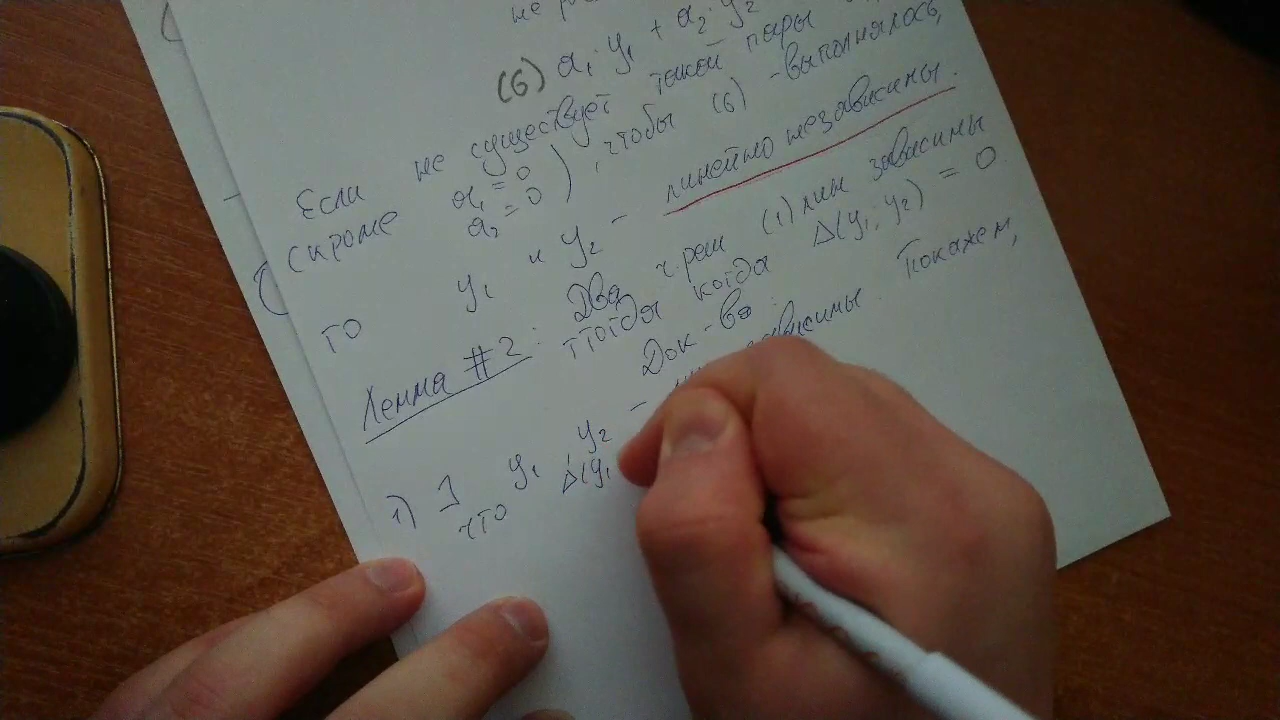 не
(6) α₁ y₁ + α₂ · y₂
Если не существует такой пары
(кроме α₁ = 0 α₂ = 0), чтобы (6) - выполнялось,
то y₁ и y₂ - линейно независимы.
Лемма #2: Два ч. реш (1) лин зависимы
ттогда когда Δ(y₁; y₂) = 0
Док-во
1) ] y₁, y₂ - зависимы. Покажем,
что Δ(y₁